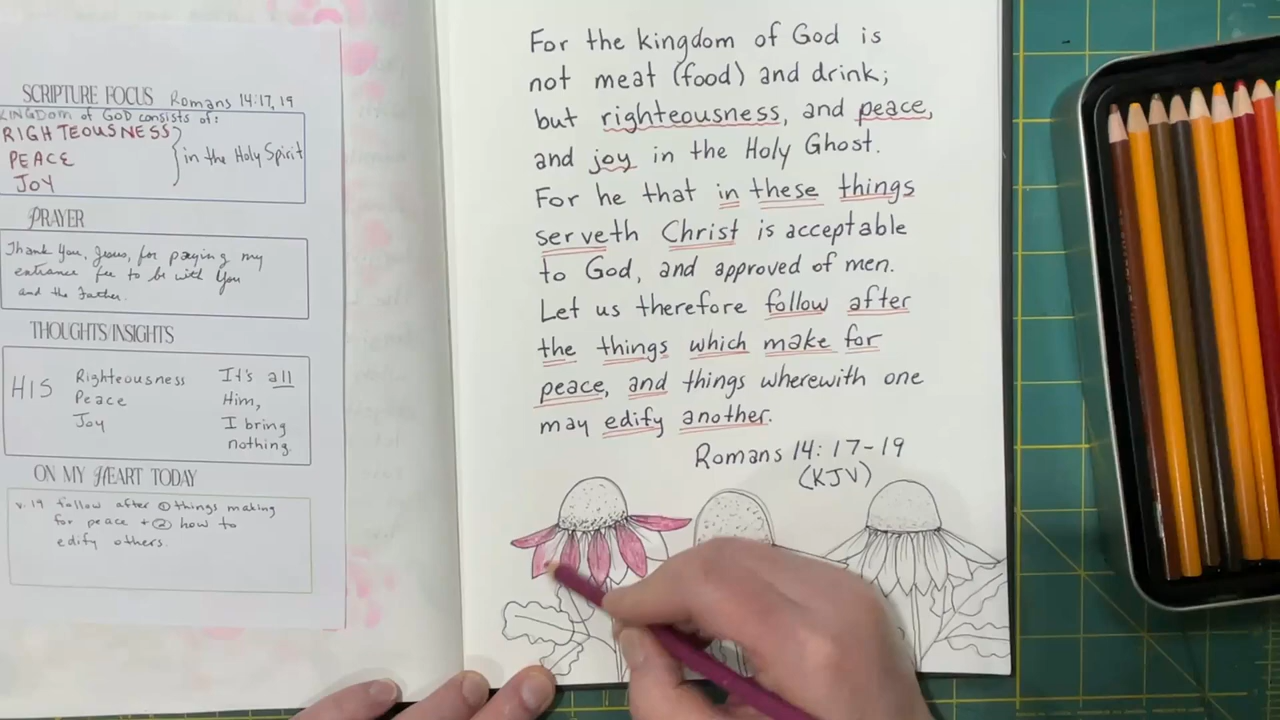 SCRIPTURE FOCUS Romans 14:17, 19
KINGDOM of GOD consists of:
RIGHTEOUSNESS
PEACE
JOY
} in the Holy Spirit
PRAYER
Thank You, Jesus, for paying my
entrance fee to be with You
and the Father.
THOUGHTS/INSIGHTS
HIS
Righteousness
Peace
Joy
It's all
Him,
I bring
nothing.
ON MY HEART TODAY
v.19 follow after ① things making
for peace + ② how to
edify others.
For the kingdom of God is
not meat (food) and drink;
but righteousness, and peace,
and joy in the Holy Ghost.
For he that in these things
serveth Christ is acceptable
to God, and approved of men.
Let us therefore follow after
the things which make for
peace, and things wherewith one
may edify another.
Romans 14:17-19
(KJV)